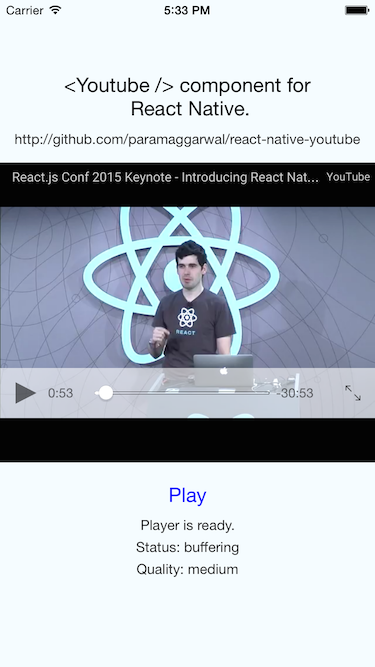 Carrier 5:33 PM
<Youtube /> component for
React Native.
http://github.com/paramaggarwal/react-native-youtube
React.js Conf 2015 Keynote - Introducing React Nat... YouTube
REACT
0:53 -30:53
Play
Player is ready.
Status: buffering
Quality: medium